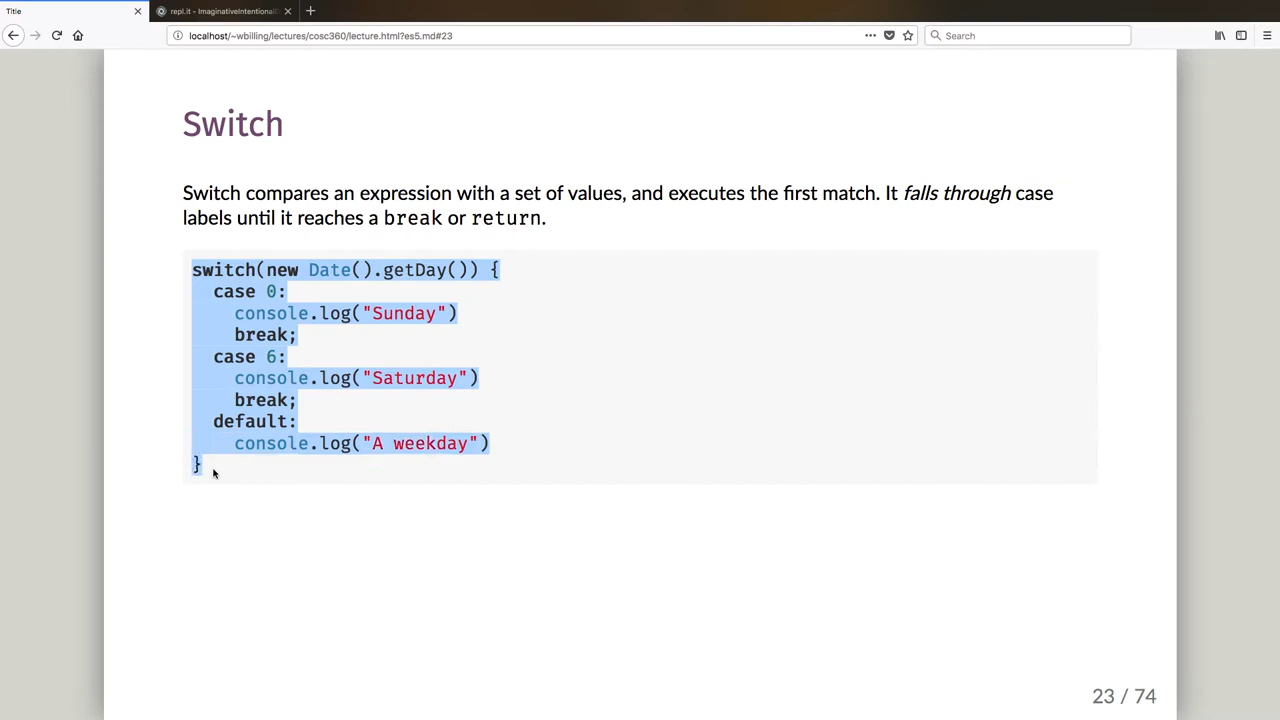 Title
repl.it - ImaginativeIntentionalD
localhost/~wbilling/lectures/cosc360/lecture.html?es5.md#23
Search
Switch
Switch compares an expression with a set of values, and executes the first match. It falls through case
labels until it reaches a break or return.
switch(new Date().getDay()) {
  case 0:
    console.log("Sunday")
    break;
  case 6:
    console.log("Saturday")
    break;
  default:
    console.log("A weekday")
}
23 / 74